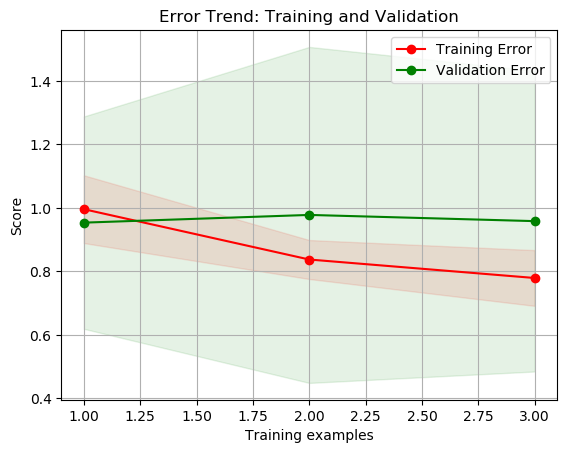 Error Trend: Training and Validation
Training Error
Validation Error
Score
1.4
1.2
1.0
0.8
0.6
0.4
1.00 1.25 1.50 1.75 2.00 2.25 2.50 2.75 3.00
Training examples